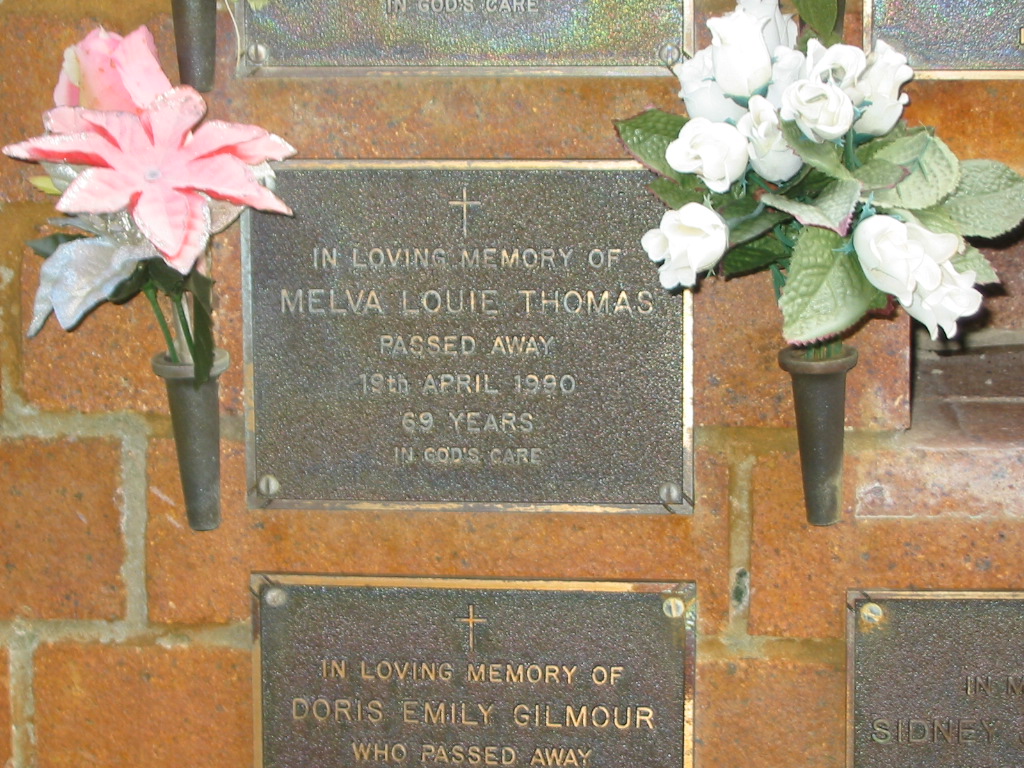 IN GOD'S CARE
IN LOVING MEMORY OF
MELVA LOUIE THOMAS
PASSED AWAY
19th APRIL 1990
69 YEARS
IN GOD'S CARE
IN LOVING MEMORY OF
DORIS EMILY GILMOUR
WHO PASSED AWAY
IN
SIDNEY